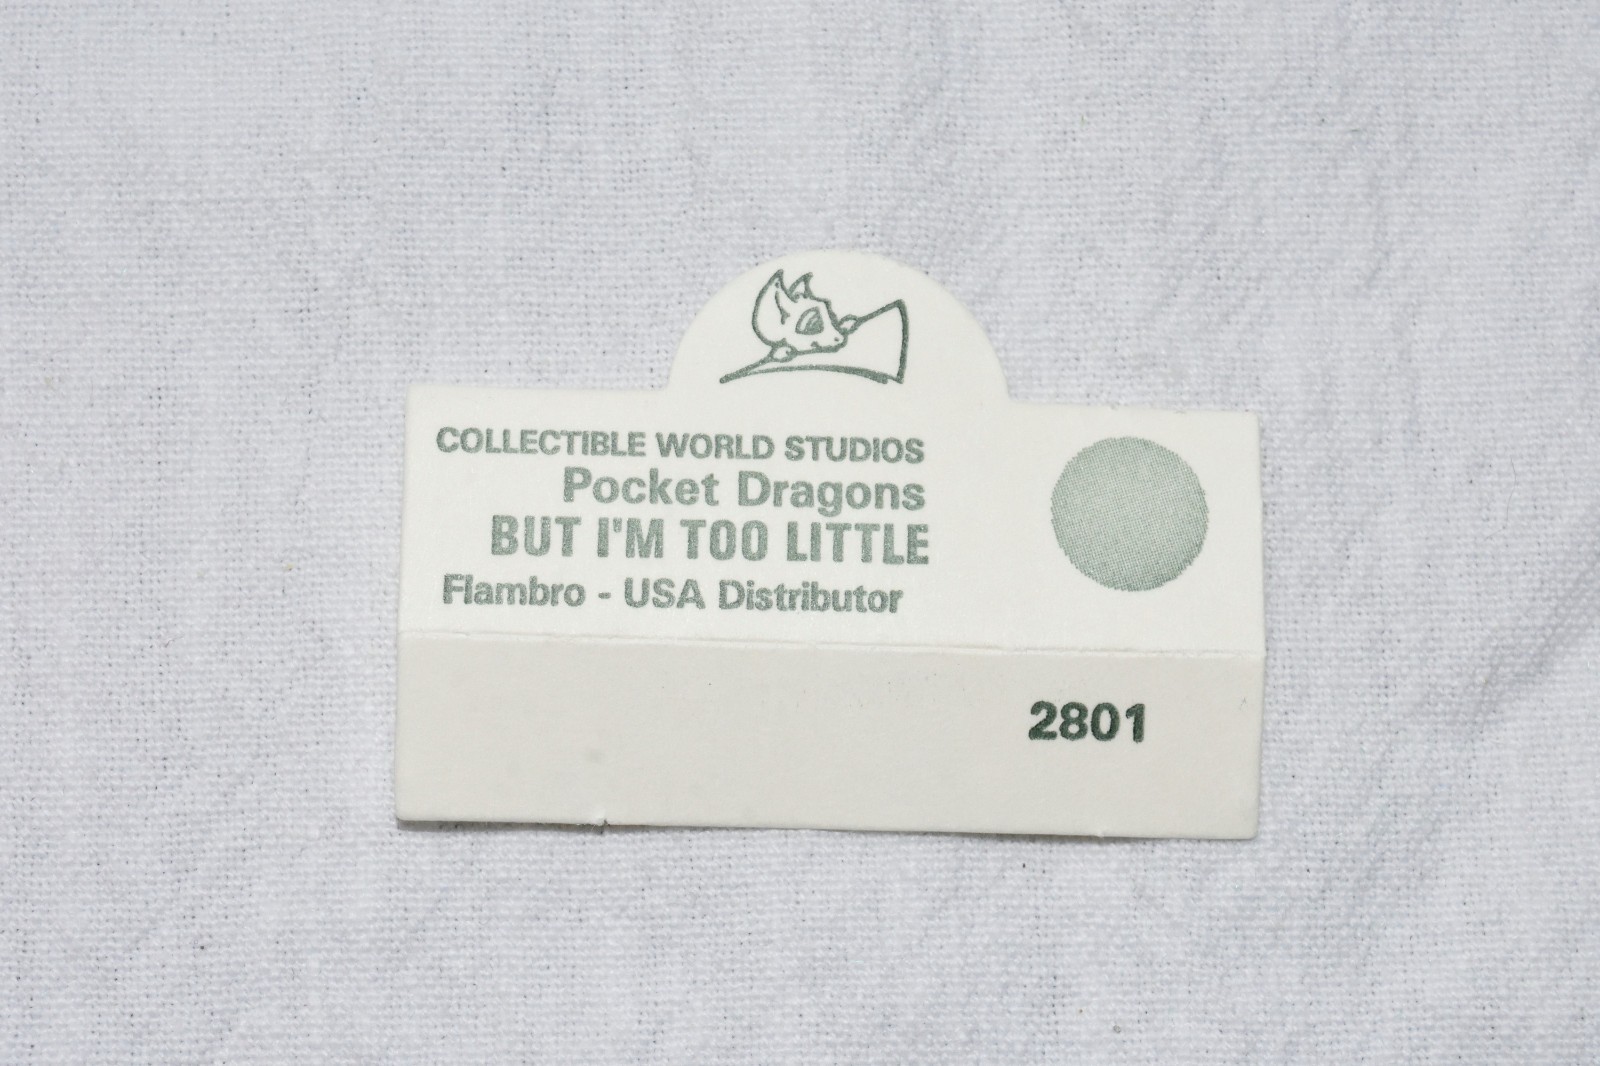 COLLECTIBLE WORLD STUDIOS
Pocket Dragons
BUT I'M TOO LITTLE
Flambro - USA Distributor
2801